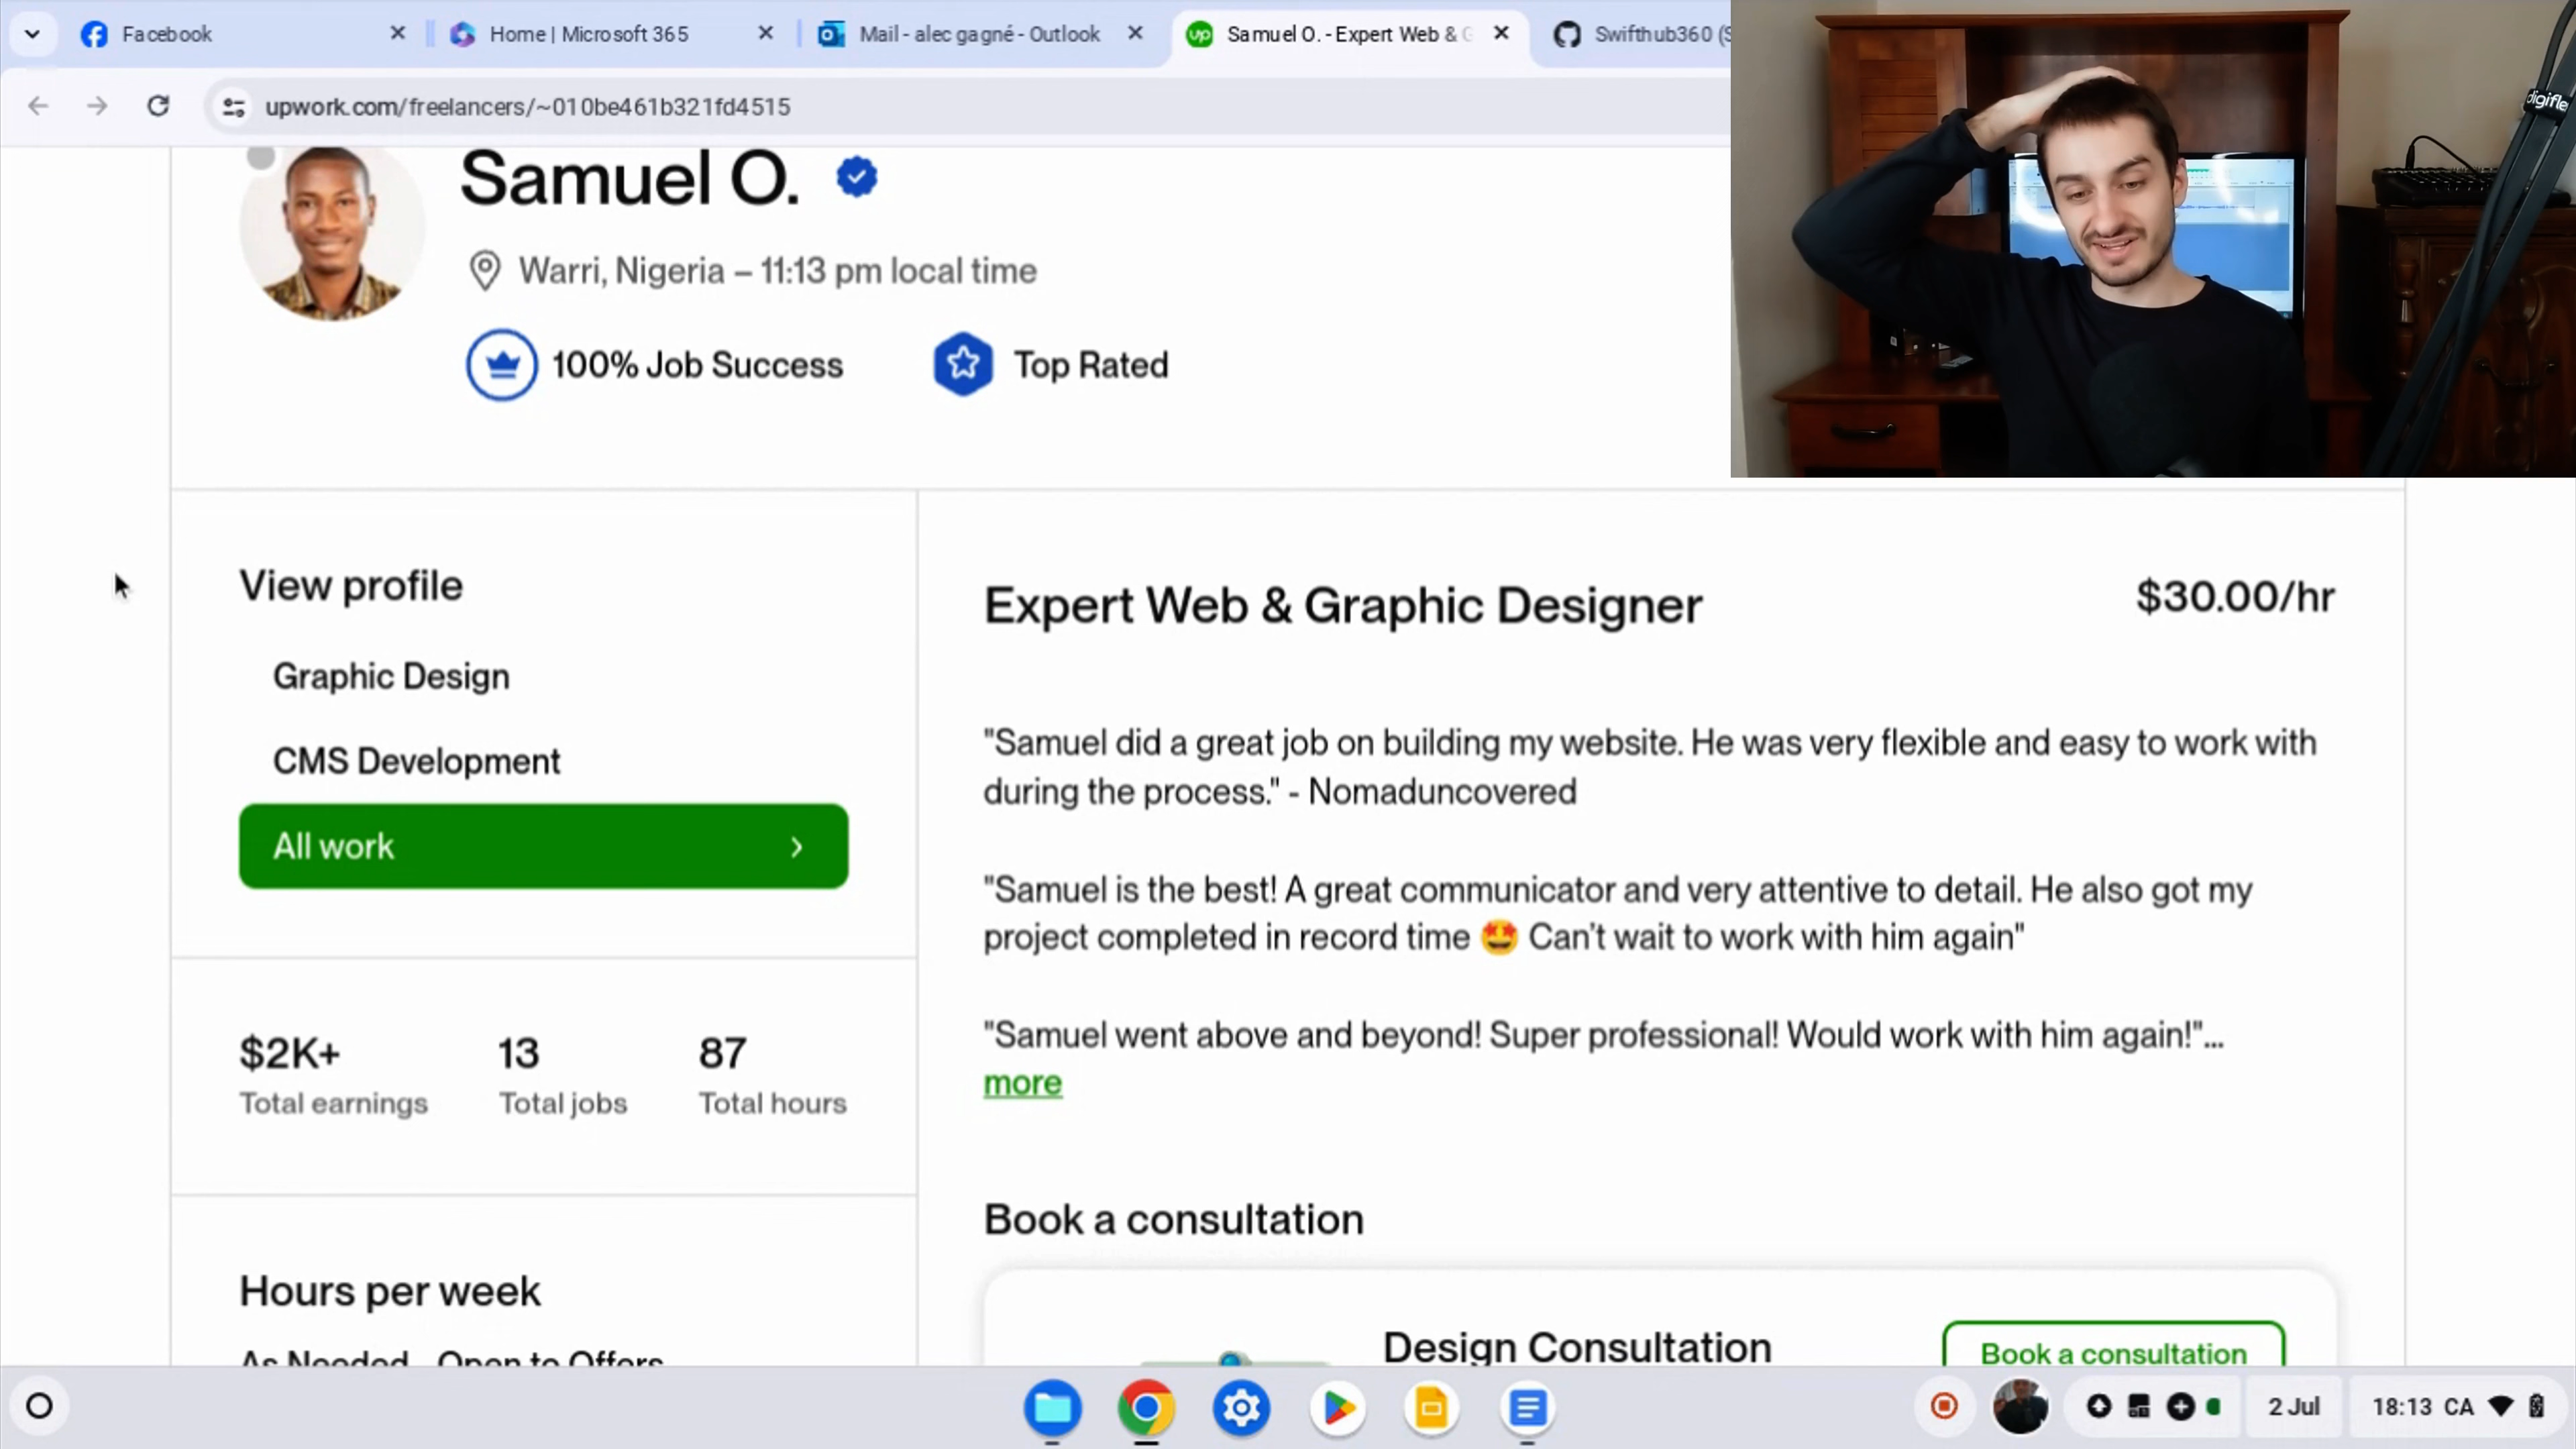 Facebook
Home | Microsoft 365
Mail - alec gagné - Outlook
Samuel O. - Expert Web & G
Swifthub360 (S
upwork.com/freelancers/~010be461b321fd4515
digifle
Samuel O.
Warri, Nigeria – 11:13 pm local time
100% Job Success
Top Rated
View profile
Graphic Design
CMS Development
All work
$2K+
Total earnings
13
Total jobs
87
Total hours
Hours per week
As Needed - Open to Offers
Expert Web & Graphic Designer
$30.00/hr
"Samuel did a great job on building my website. He was very flexible and easy to work with
during the process." - Nomaduncovered
"Samuel is the best! A great communicator and very attentive to detail. He also got my
project completed in record time 🤩 Can't wait to work with him again"
"Samuel went above and beyond! Super professional! Would work with him again!"...
more
Book a consultation
Design Consultation
Book a consultation
2 Jul
18:13 CA